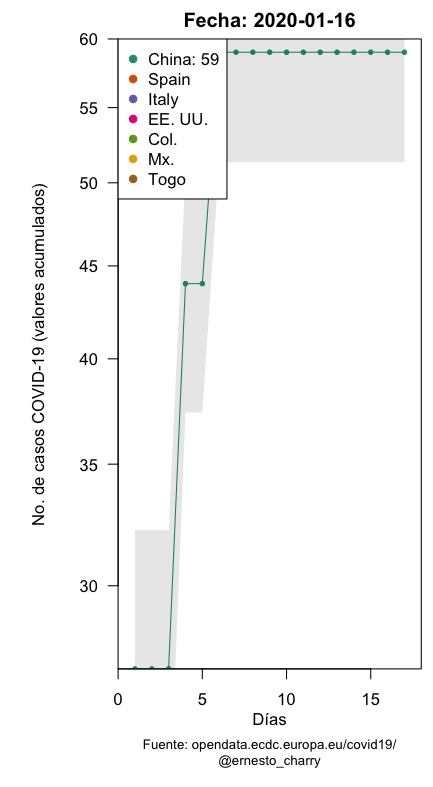 Fecha: 2020-01-16
No. de casos COVID-19 (valores acumulados)
60
55
50
45
40
35
30
China: 59
Spain
Italy
EE. UU.
Col.
Mx.
Togo
0 5 10 15
Días
Fuente: opendata.ecdc.europa.eu/covid19/
@ernesto_charry